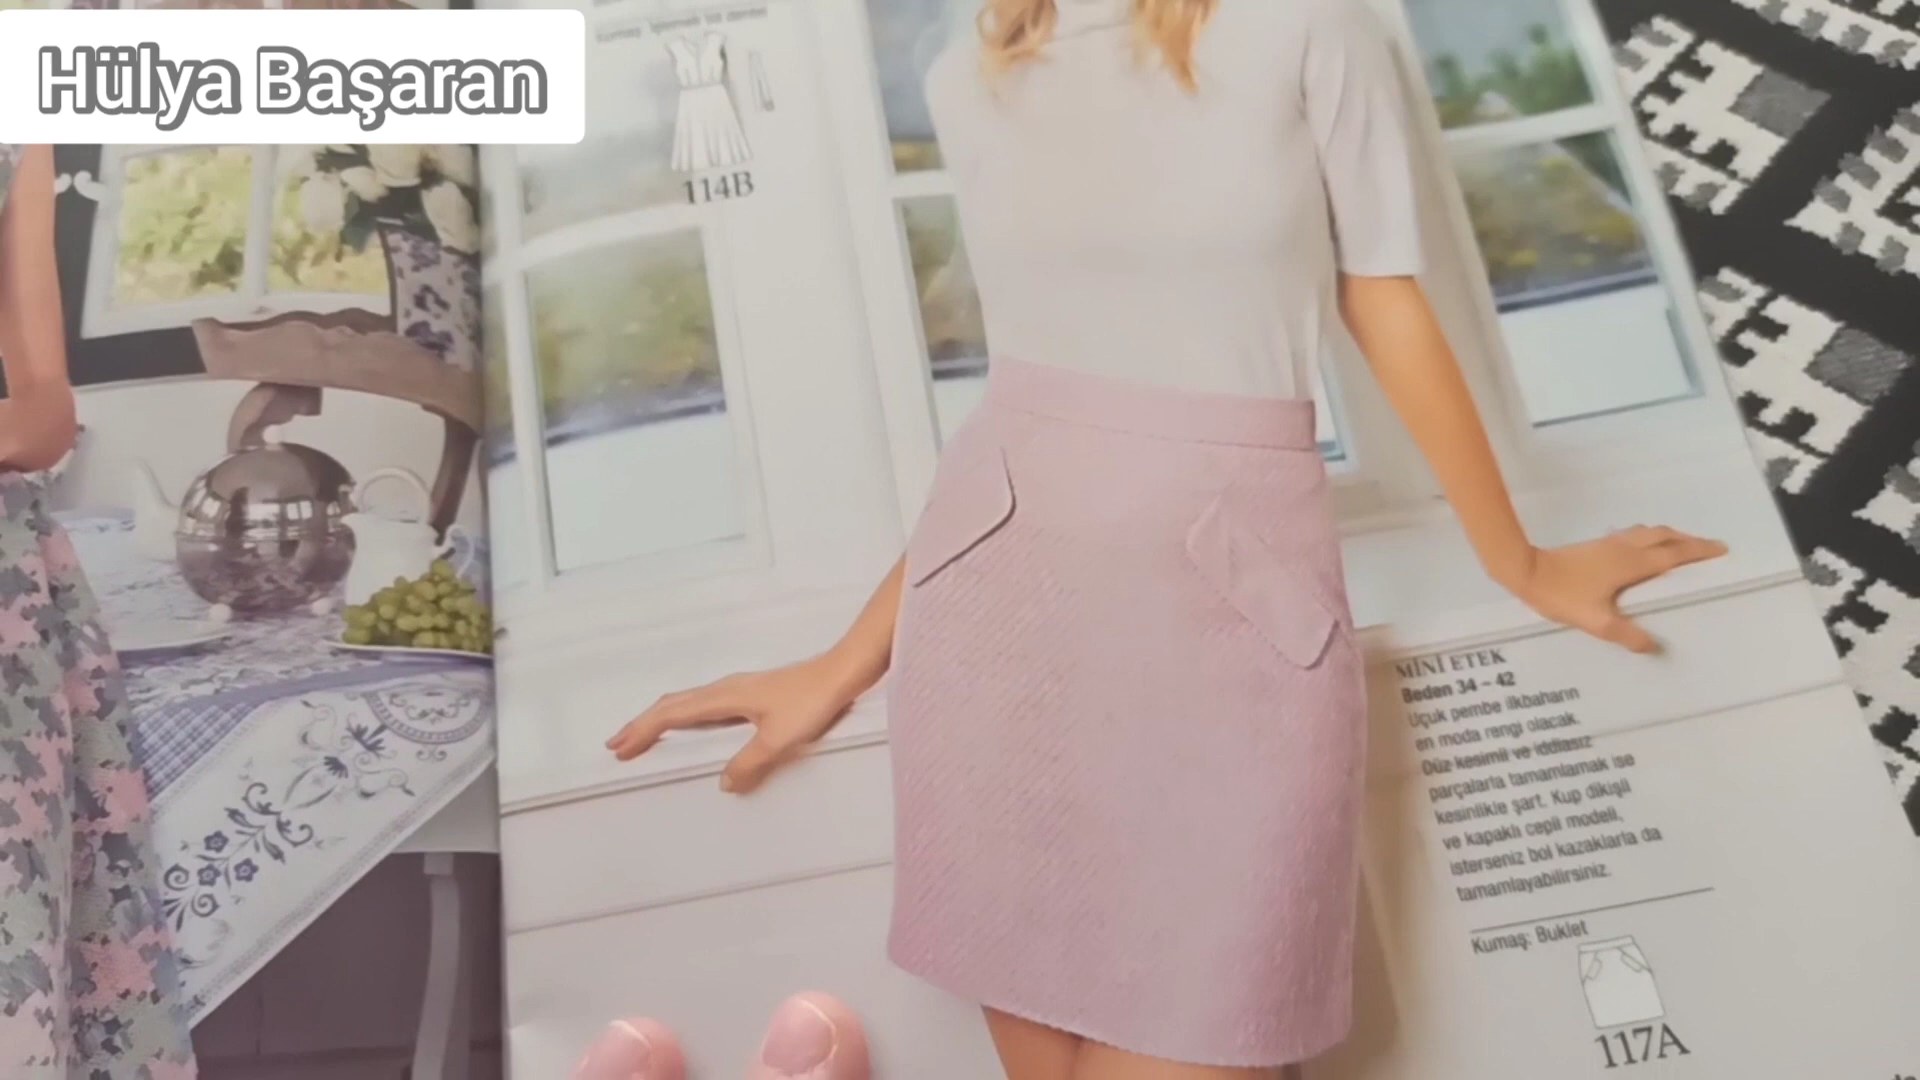 Hülya Başaran
114B
MİNİ ETEK
Beden 34 – 42
Uçuk pembe ilkbaharın
en moda rengi olacak.
Düz kesimli ve iddiasız
parçalarla tamamlamak ise
kesinlikle şart. Kup dikişli
ve kapaklı cepli modeli,
isterseniz bol kazaklarla da
tamamlayabilirsiniz.
Kumaş: Buklet
117A